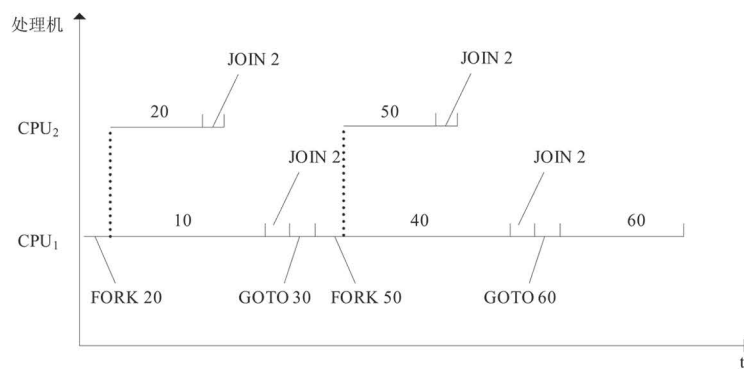 处理机
JOIN 2
JOIN 2
20
50
CPU₂
JOIN 2
JOIN 2
10
40
60
CPU₁
FORK 20
GOTO 30
FORK 50
GOTO 60
t